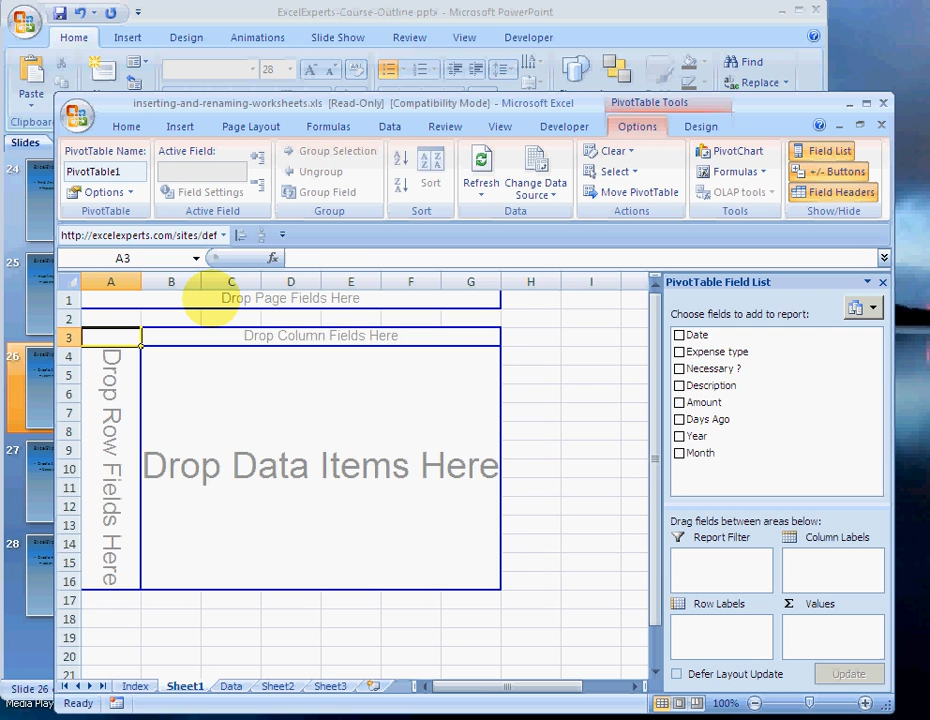 ExcelExperts-Course-Outline.pptx - Microsoft PowerPoint
Home Insert Design Animations Slide Show Review View Developer
Paste
28
Find
Replace
Clipboard
inserting-and-renaming-worksheets.xls [Read-Only] [Compatibility Mode] - Microsoft Excel
PivotTable Tools
Home Insert Page Layout Formulas Data Review View Developer Options Design
Slides
PivotTable Name:
PivotTable1
Options
PivotTable
Active Field:
Field Settings
Active Field
Group Selection
Ungroup
Group Field
Group
Sort
Sort
Refresh
Change Data Source
Data
Clear
Select
Move PivotTable
Actions
PivotChart
Formulas
OLAP tools
Tools
Field List
+/- Buttons
Field Headers
Show/Hide
24
25
26
27
28
http://excelexperts.com/sites/def
A3
fx
A B C D E F G H I
1 Drop Page Fields Here
2
3 Drop Column Fields Here
4
5
6
7
8
9
10
11
12
13
14
15
16
17
18
19
20
21
Drop Row Fields Here
Drop Data Items Here
PivotTable Field List
Choose fields to add to report:
Date
Expense type
Necessary ?
Description
Amount
Days Ago
Year
Month
Drag fields between areas below:
Report Filter
Column Labels
Row Labels
Σ Values
Defer Layout Update
Update
Index Sheet1 Data Sheet2 Sheet3
Slide 26
Media Play
Ready
100%